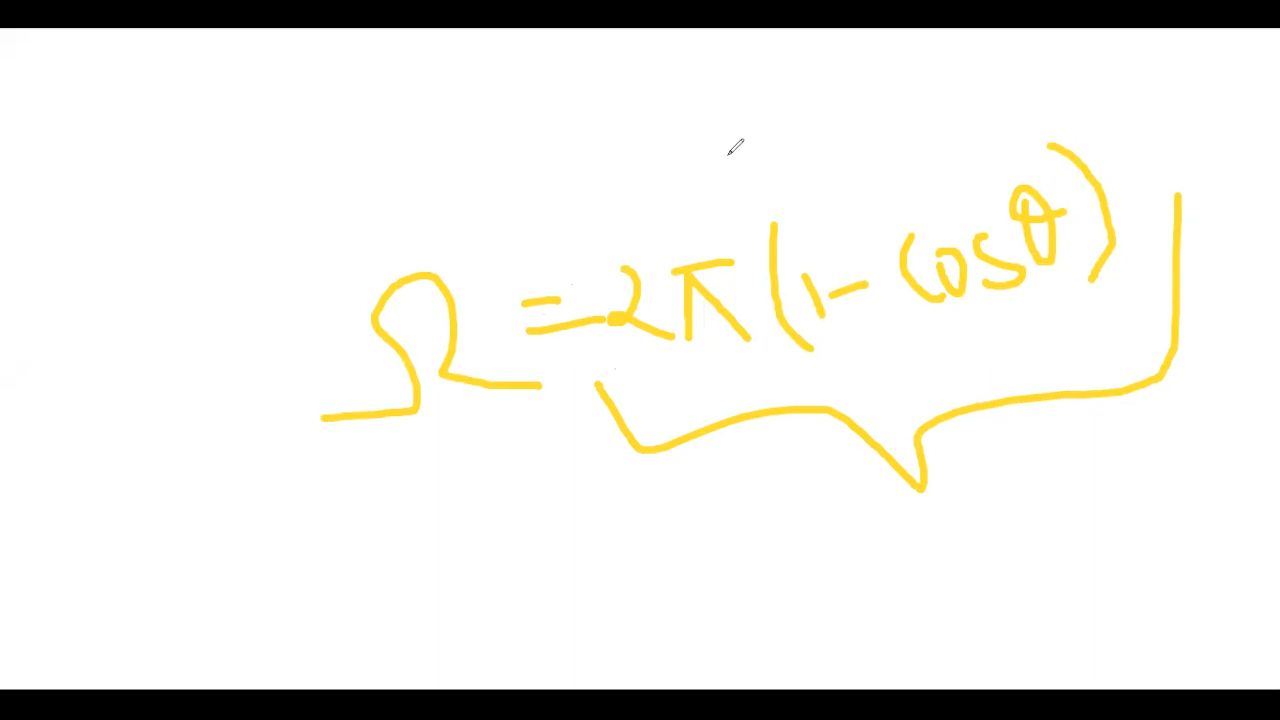 Ω = 2π(1 - cosθ)